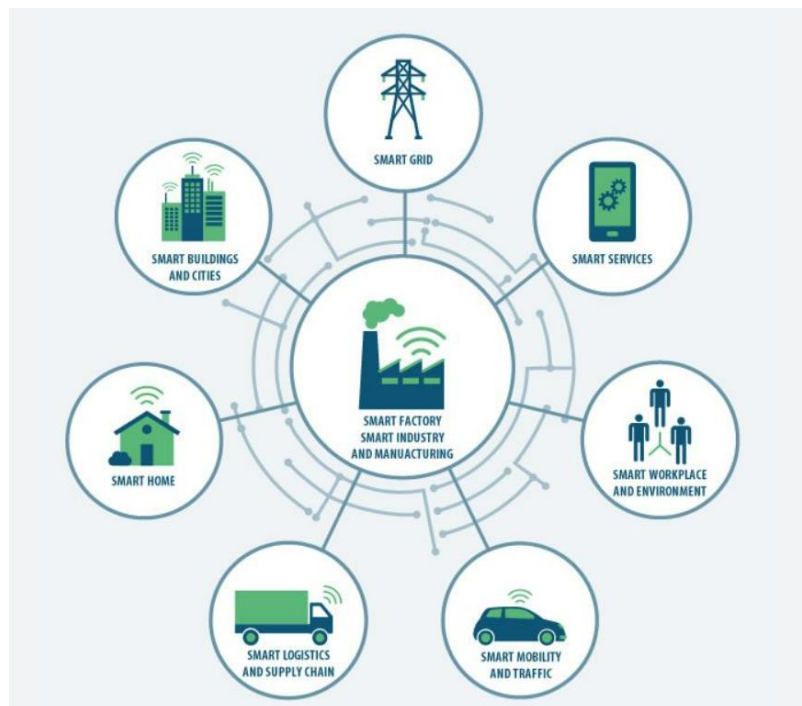 SMART GRID
SMART BUILDINGS
AND CITIES
SMART SERVICES
SMART FACTORY
SMART INDUSTRY
AND MANUACTURING
SMART HOME
SMART WORKPLACE
AND ENVIRONMENT
SMART LOGISTICS
AND SUPPLY CHAIN
SMART MOBILITY
AND TRAFFIC